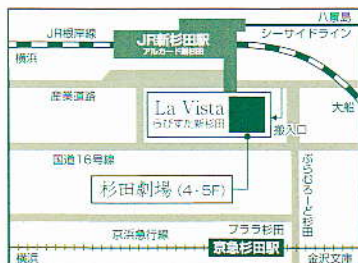 八景島
JR根岸線
JR新杉田駅
アルカード新杉田
シーサイドライン
横浜
産業道路
La Vista
らびすた新杉田
大船
搬入口
国道16号線
杉田劇場(4・5F)
ぷらむろーど杉田
プララ杉田
京浜急行線
京急杉田駅
横浜
金沢文庫